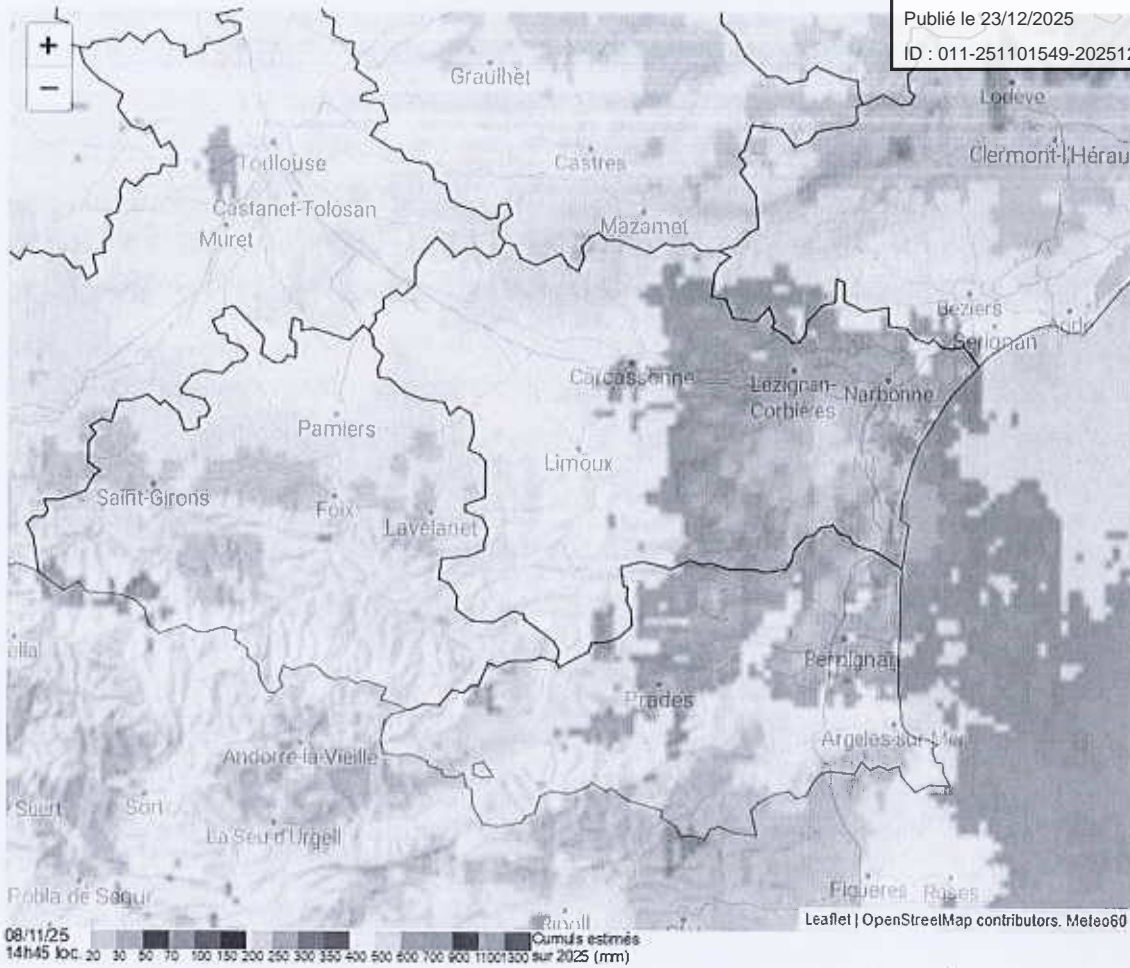 Publié le 23/12/2025
ID : 011-251101549-202512
+
−
Graulhet
Lodève
Toulouse
Castres
Clermont-l'Hérau
Castanet-Tolosan
Muret
Mazamet
Béziers
Sérignan
Carcassonne
Lézignan-
Corbières
Narbonne
Pamiers
Limoux
Saint-Girons
Foix
Lavelanet
Perpignan
Prades
Argelès-sur-Mer
Andorre-la-Vieille
Sort
La Seu d'Urgell
Pobla de Segur
Figueres
Roses
Ripoll
Leaflet | OpenStreetMap contributors. Meteo60
08/11/25
14h45 loc.
20 30 50 70 100 150 200 250 300 350 400 500 600 700 900 1100 1300
Cumuls estimés
sur 2025 (mm)